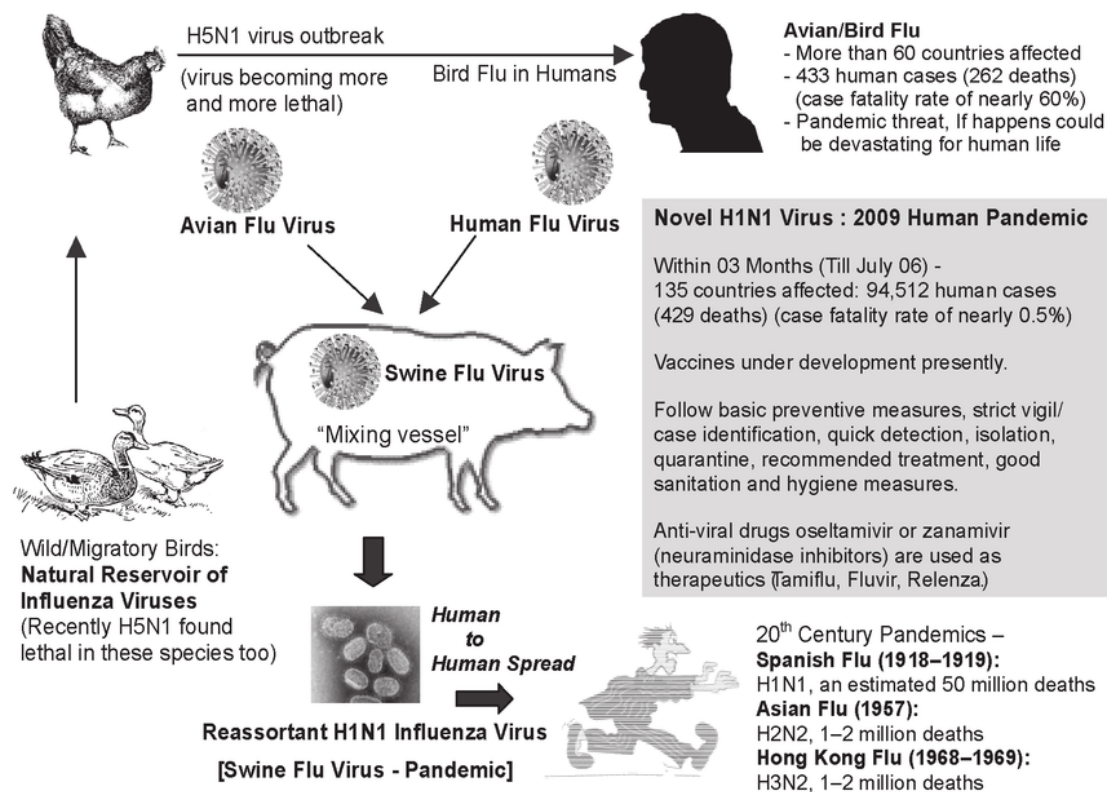 H5N1 virus outbreak
(virus becoming more
and more lethal)
Bird Flu in Humans
Avian/Bird Flu
- More than 60 countries affected
- 433 human cases (262 deaths)
(case fatality rate of nearly 60%)
- Pandemic threat, If happens could
be devastating for human life
Avian Flu Virus
Human Flu Virus
Swine Flu Virus
“Mixing vessel”
Novel H1N1 Virus : 2009 Human Pandemic
Within 03 Months (Till July 06) -
135 countries affected: 94,512 human cases
(429 deaths) (case fatality rate of nearly 0.5%)
Vaccines under development presently.
Follow basic preventive measures, strict vigil/
case identification, quick detection, isolation,
quarantine, recommended treatment, good
sanitation and hygiene measures.
Anti-viral drugs oseltamivir or zanamivir
(neuraminidase inhibitors) are used as
therapeutics (Tamiflu, Fluvir, Relenza.)
Wild/Migratory Birds:
Natural Reservoir of
Influenza Viruses
(Recently H5N1 found
lethal in these species too)
Human
to
Human Spread
Reassortant H1N1 Influenza Virus
[Swine Flu Virus - Pandemic]
20th Century Pandemics –
Spanish Flu (1918–1919):
H1N1, an estimated 50 million deaths
Asian Flu (1957):
H2N2, 1–2 million deaths
Hong Kong Flu (1968–1969):
H3N2, 1–2 million deaths